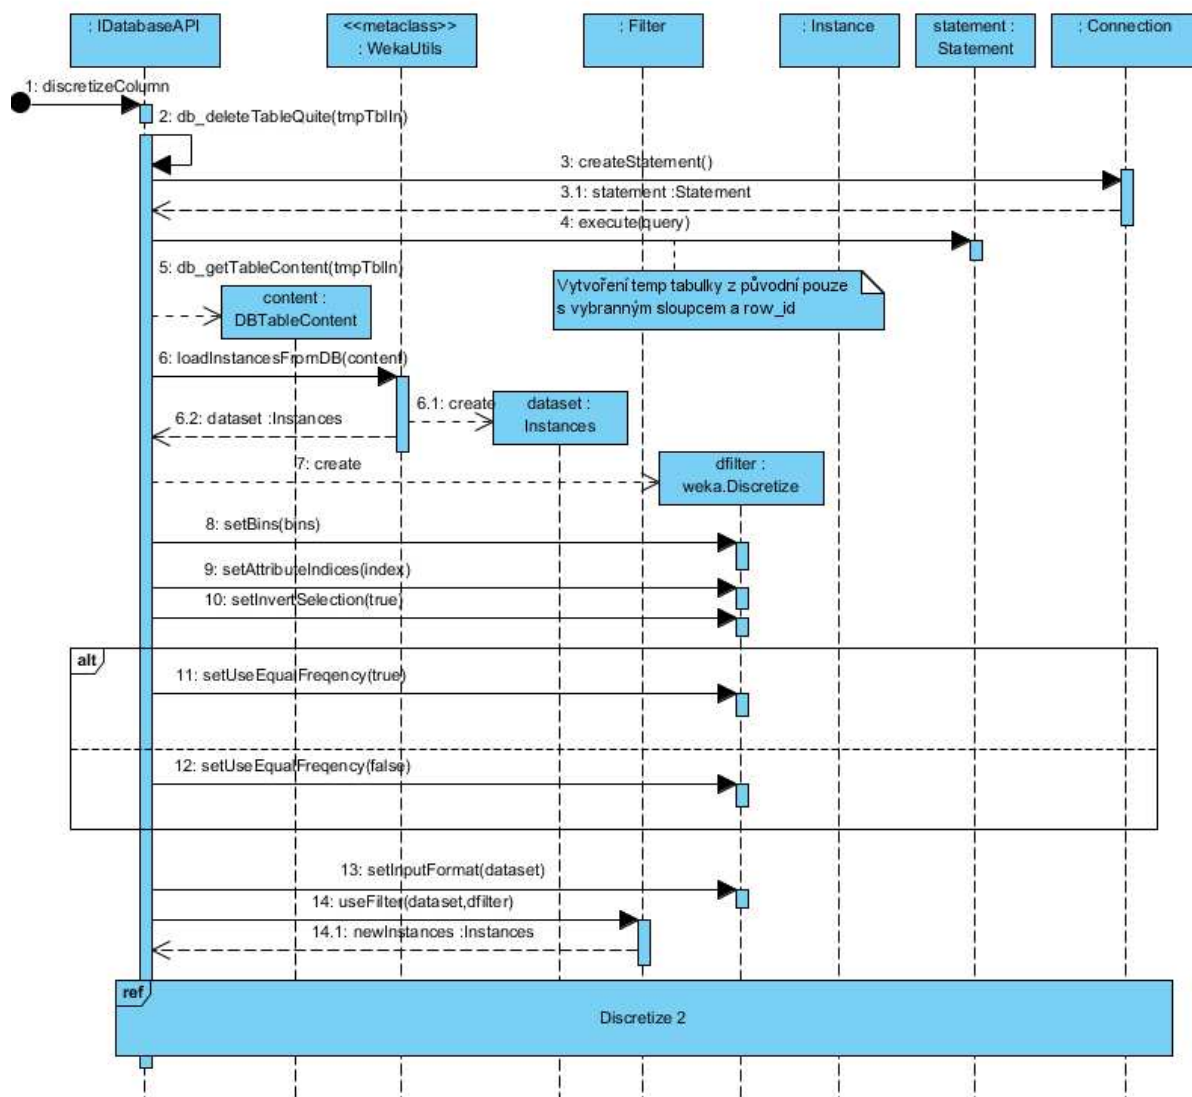 : IDatabaseAPI
<<metaclass>>
: WekaUtils
: Filter
: Instance
statement :
Statement
: Connection
1: discretizeColumn
2: db_deleteTableQuite(tmpTblIn)
3: createStatement()
3.1: statement :Statement
4: execute(query)
5: db_getTableContent(tmpTblIn)
Vytvoření temp tabulky z původní pouze
s vybranným sloupcem a row_id
content :
DBTableContent
6: loadInstancesFromDB(content)
6.1: create
dataset :
Instances
6.2: dataset :Instances
7: create
dfilter :
weka.Discretize
8: setBins(bins)
9: setAttributeIndices(index)
10: setInvertSelection(true)
alt
11: setUseEqualFreqency(true)
12: setUseEqualFreqency(false)
13: setInputFormat(dataset)
14: useFilter(dataset,dfilter)
14.1: newInstances :Instances
ref
Discretize 2